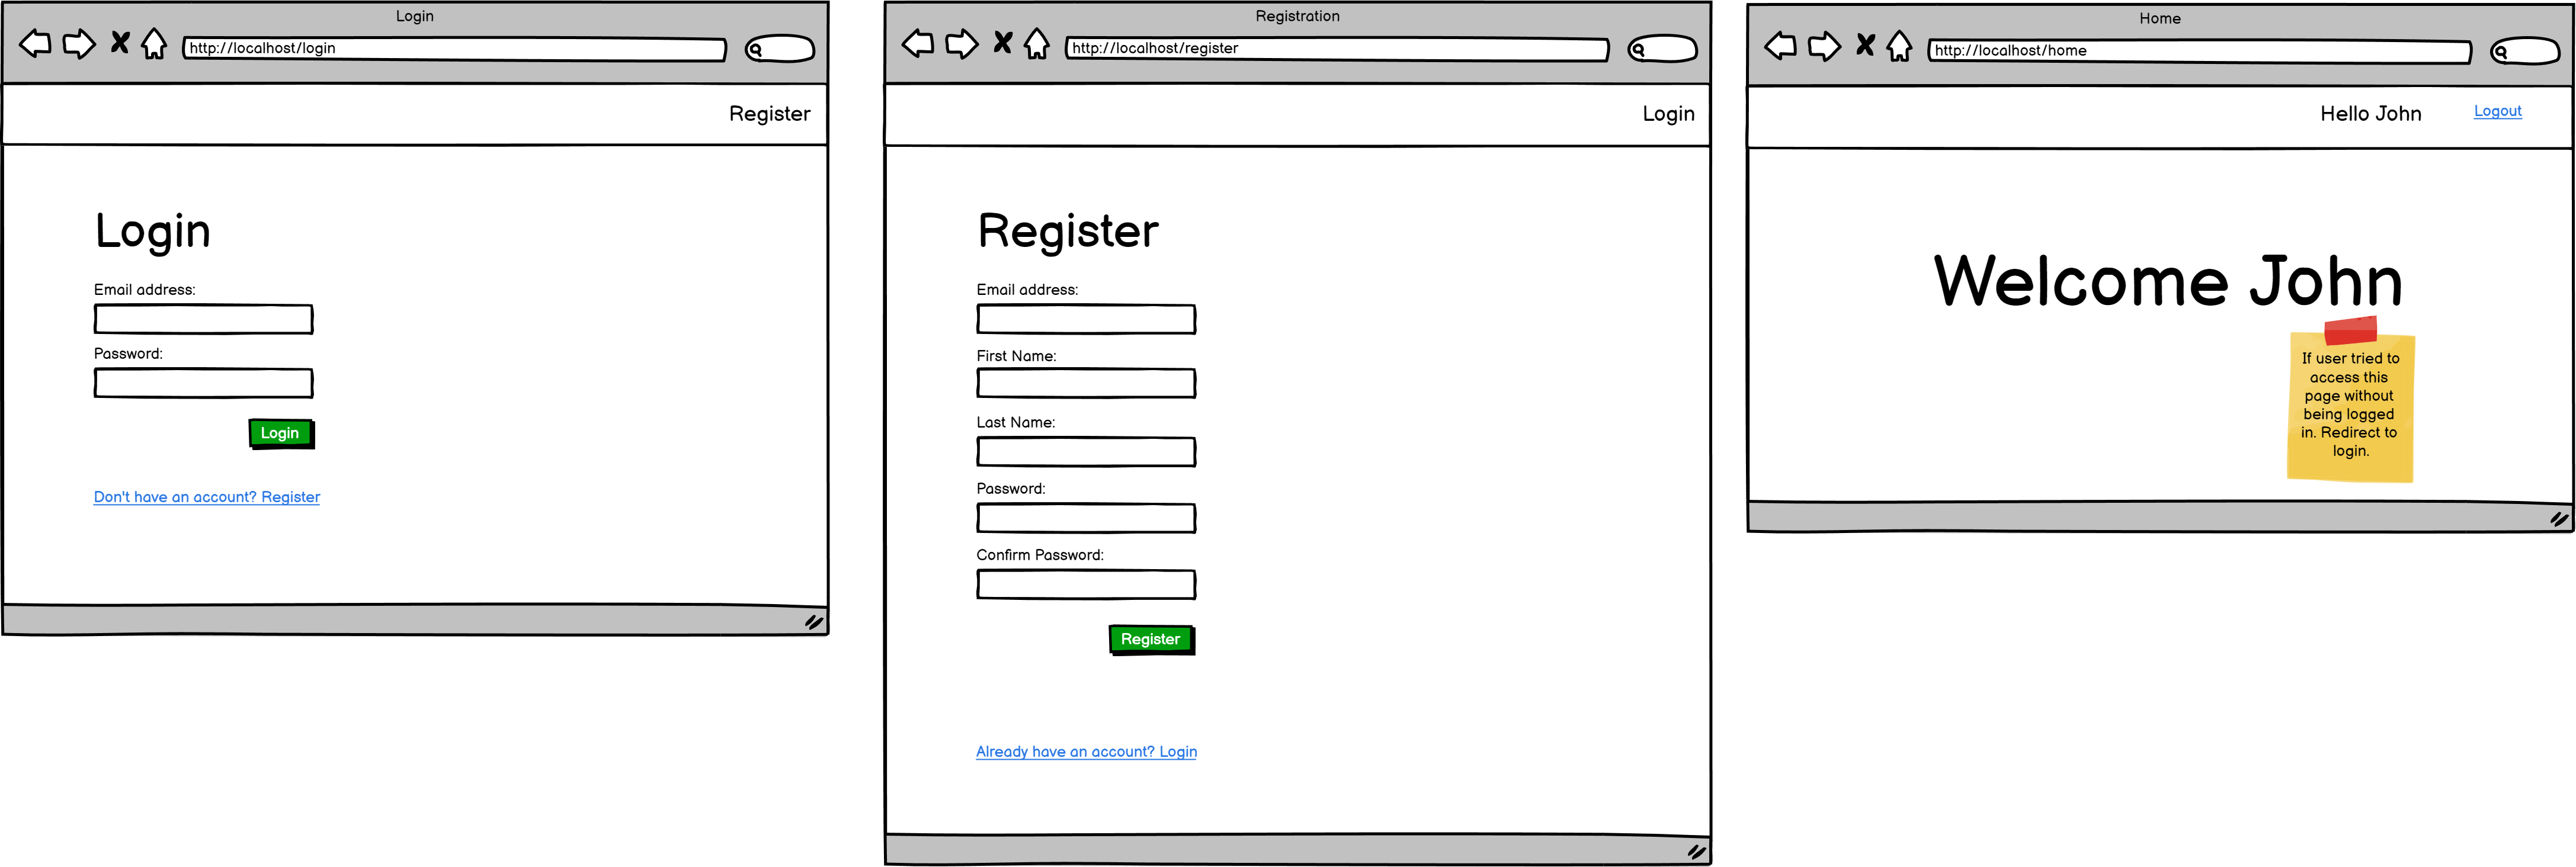 Login
http://localhost/login
Register
Login
Email address:
Password:
Login
Don't have an account? Register
Registration
http://localhost/register
Login
Register
Email address:
First Name:
Last Name:
Password:
Confirm Password:
Register
Already have an account? Login
Home
http://localhost/home
Hello John
Logout
Welcome John
If user tried to
access this
page without
being logged
in. Redirect to
login.